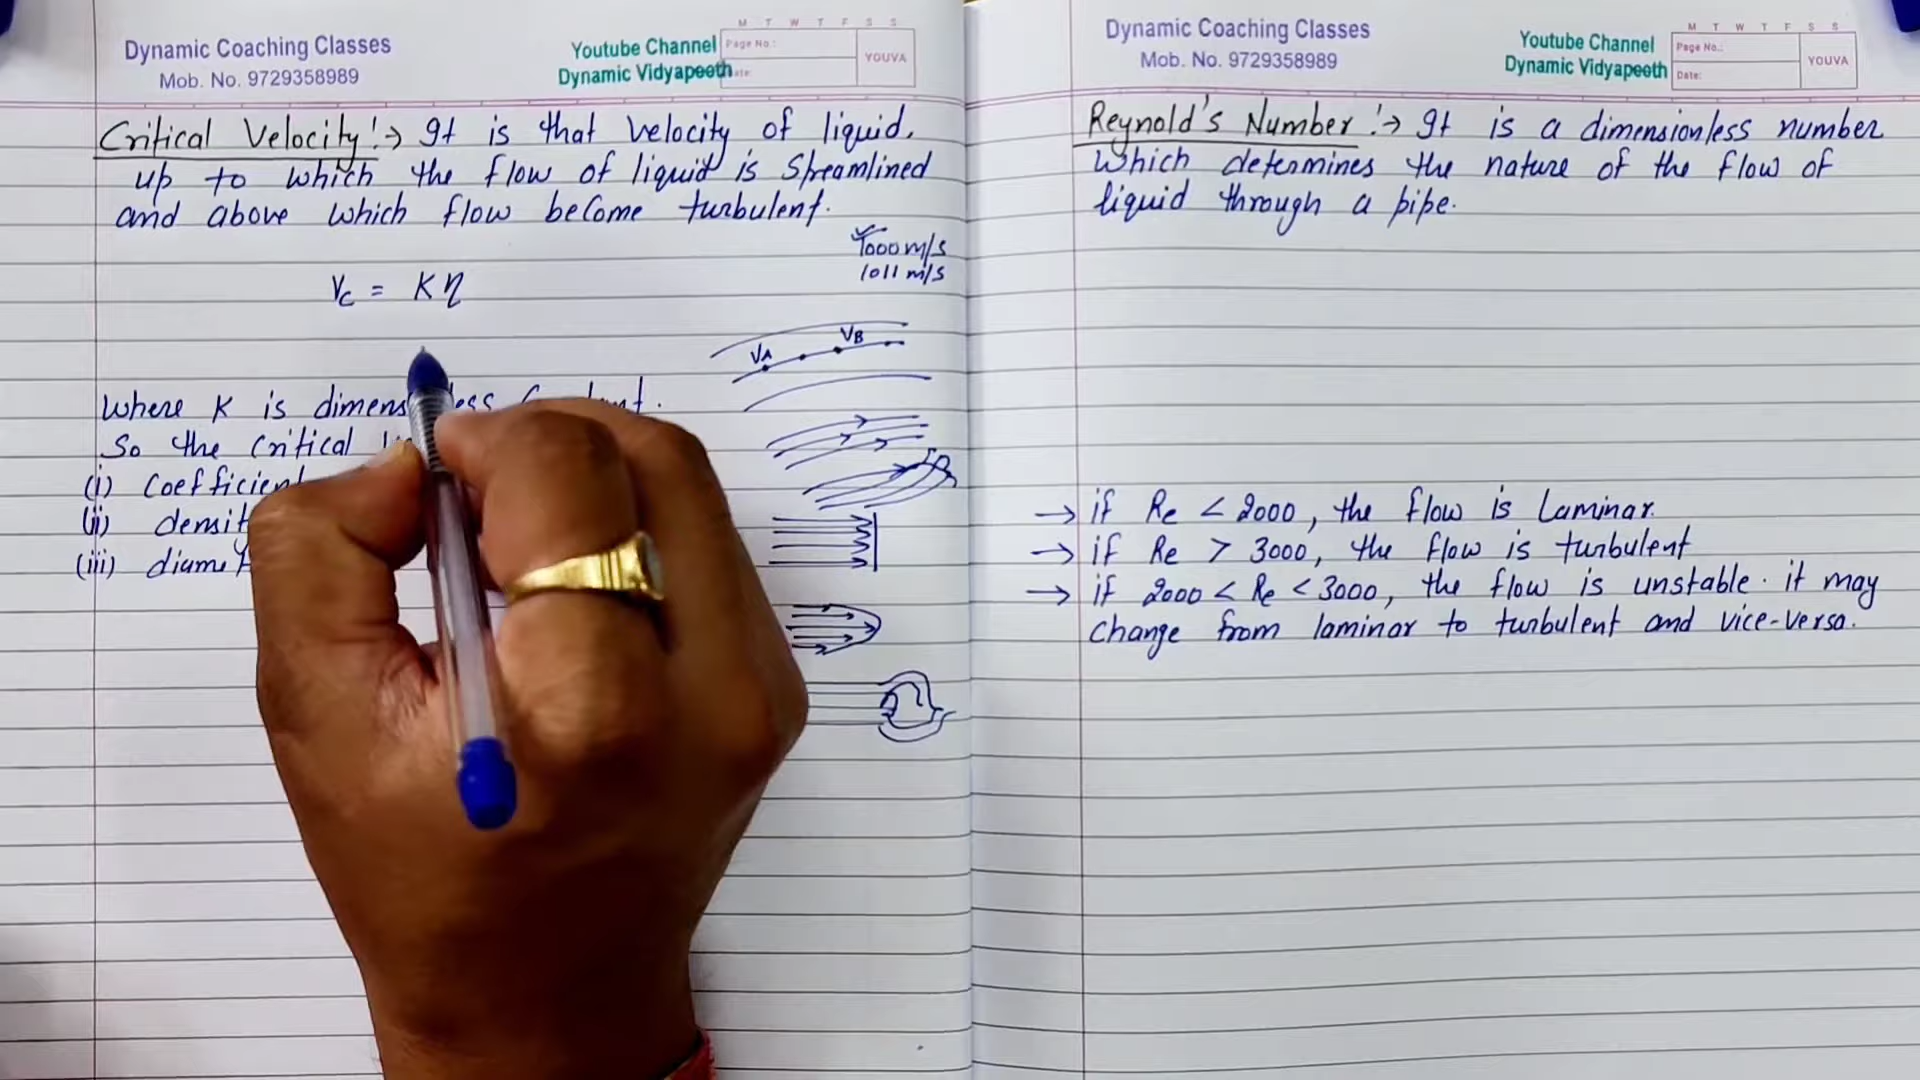 Dynamic Coaching Classes
Mob. No. 9729358989
Youtube Channel
Dynamic Vidyapeeth
M T W T F S S
Page No.:
YOUVA
Critical Velocity :→ It is that velocity of liquid,
up to which the flow of liquid is Streamlined
and above which flow become turbulent.
1000 m/s
1011 m/s
Vc = K η
VA
VB
Where K is
So the Critical
(i)
(ii)
(iii)
Dynamic Coaching Classes
Mob. No. 9729358989
Youtube Channel
Dynamic Vidyapeeth
M T W T F S S
Page No.:
Date:
YOUVA
Reynold's Number :→ It is a dimensionless number
Which determines the nature of the flow of
liquid through a pipe.
→ if Re < 2000, the flow is Laminar.
→ if Re > 3000, the flow is turbulent
→ if 2000 < Re < 3000, the flow is unstable. it may
Change from laminar to turbulent and vice-versa.